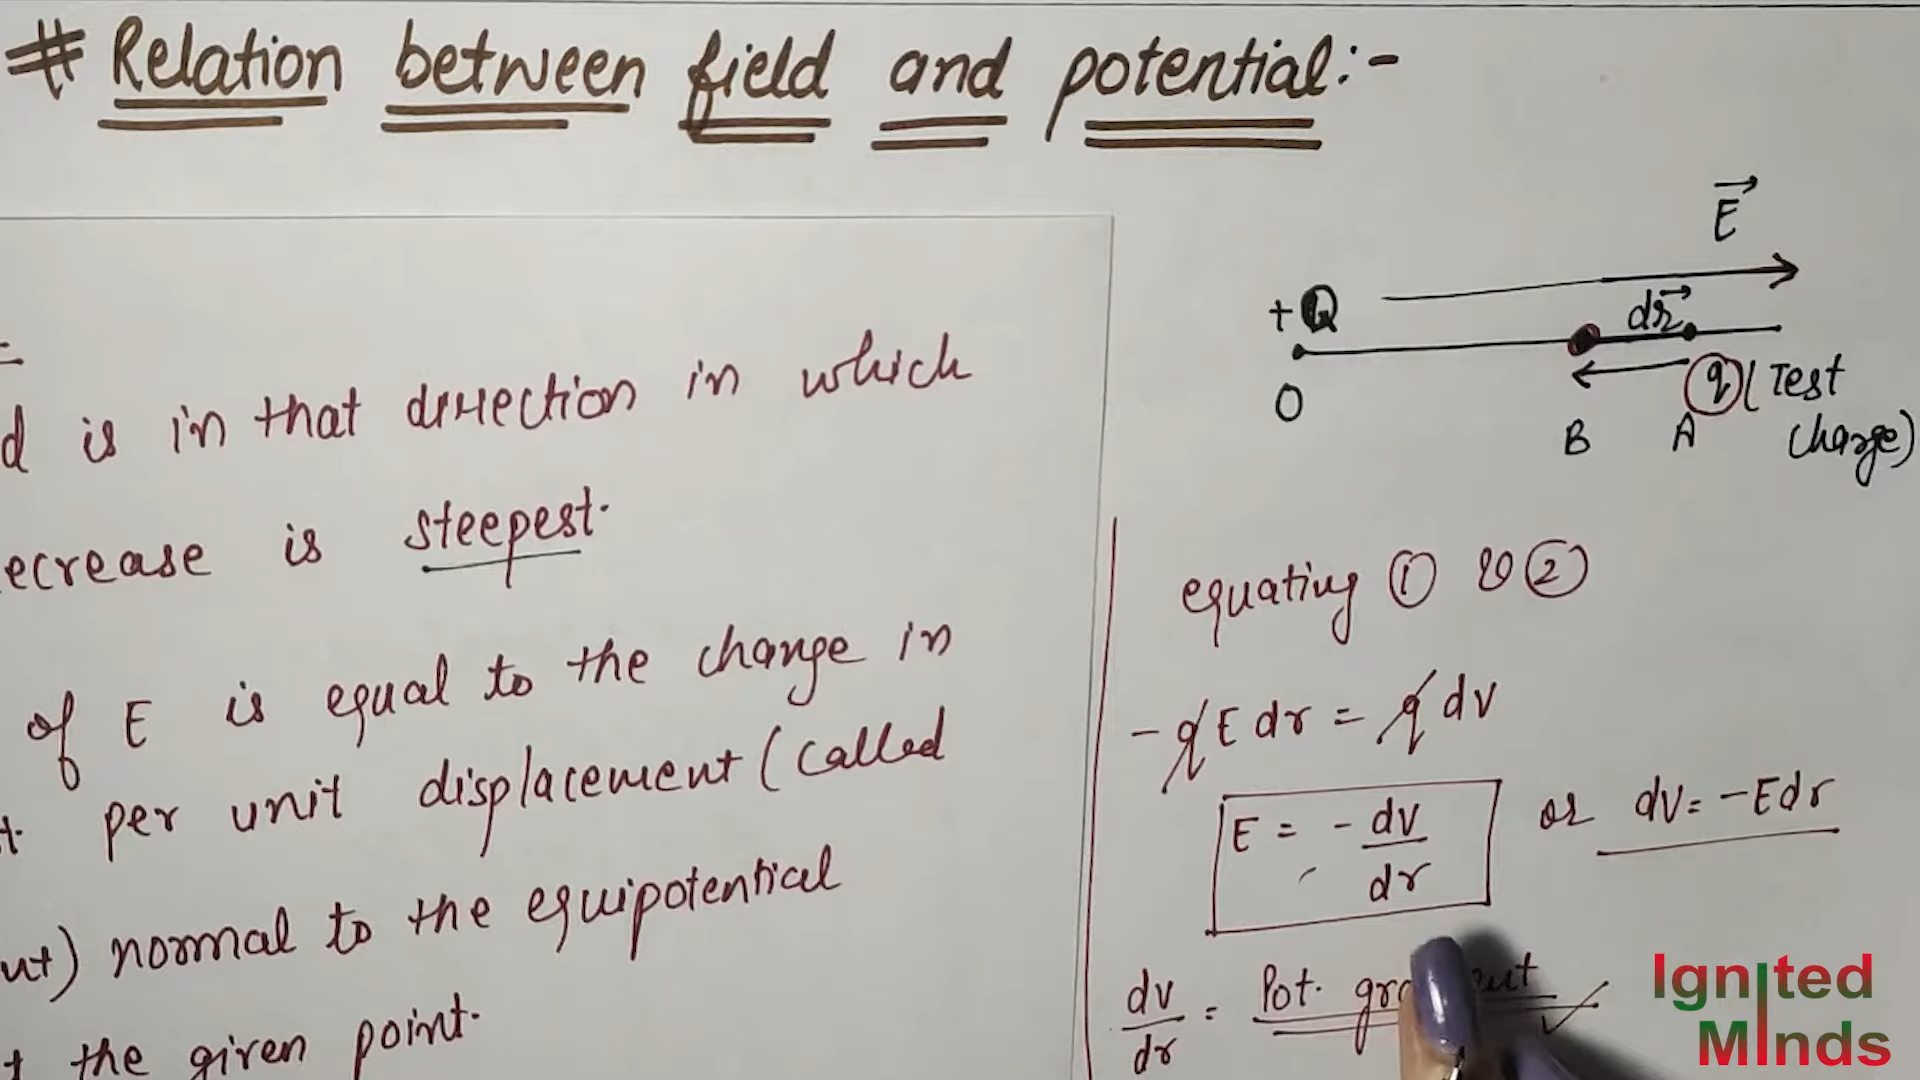 # Relation between field and potential:-
d is in that direction in which
ecrease is steepest.
of E is equal to the change in
t. per unit displacement (called
nt) normal to the equipotential
t the given point.
E
+Q
dr
O
B
A
q (Test
charge)
equating ① & ②
-qEdr = qdv
E = -dv/dr or dv = -Edr
dv/dr = Pot.
Ignited
Minds